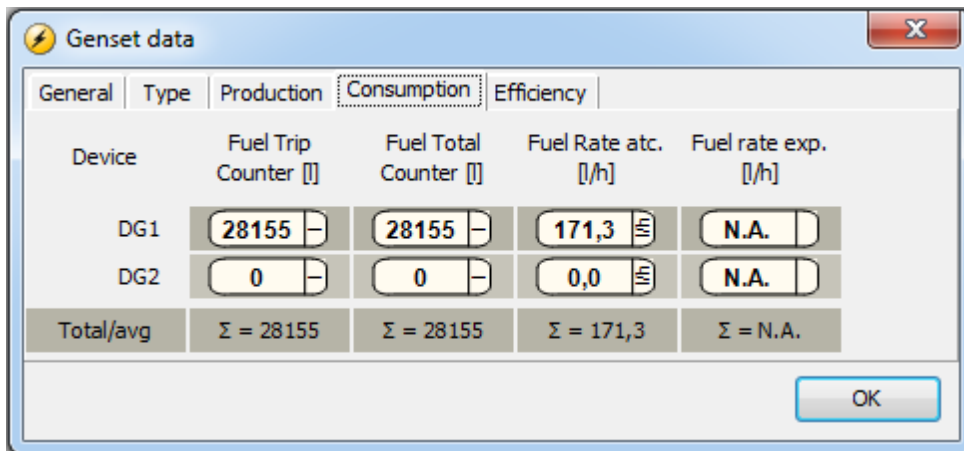 Genset data
General Type Production Consumption Efficiency
Device Fuel Trip Counter [l] Fuel Total Counter [l] Fuel Rate atc. [l/h] Fuel rate exp. [l/h]
DG1 28155 l 28155 l 171,3 l/h N.A.
DG2 0 l 0 l 0,0 l/h N.A.
Total/avg Σ = 28155 Σ = 28155 Σ = 171,3 Σ = N.A.
OK